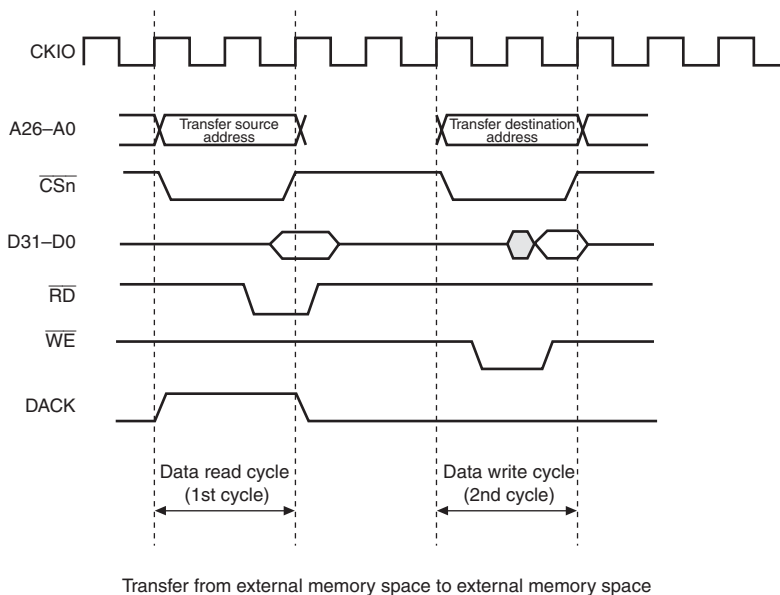 CKIO
A26–A0
Transfer source
address
Transfer destination
address
CSn
D31–D0
RD
WE
DACK
Data read cycle
(1st cycle)
Data write cycle
(2nd cycle)
Transfer from external memory space to external memory space